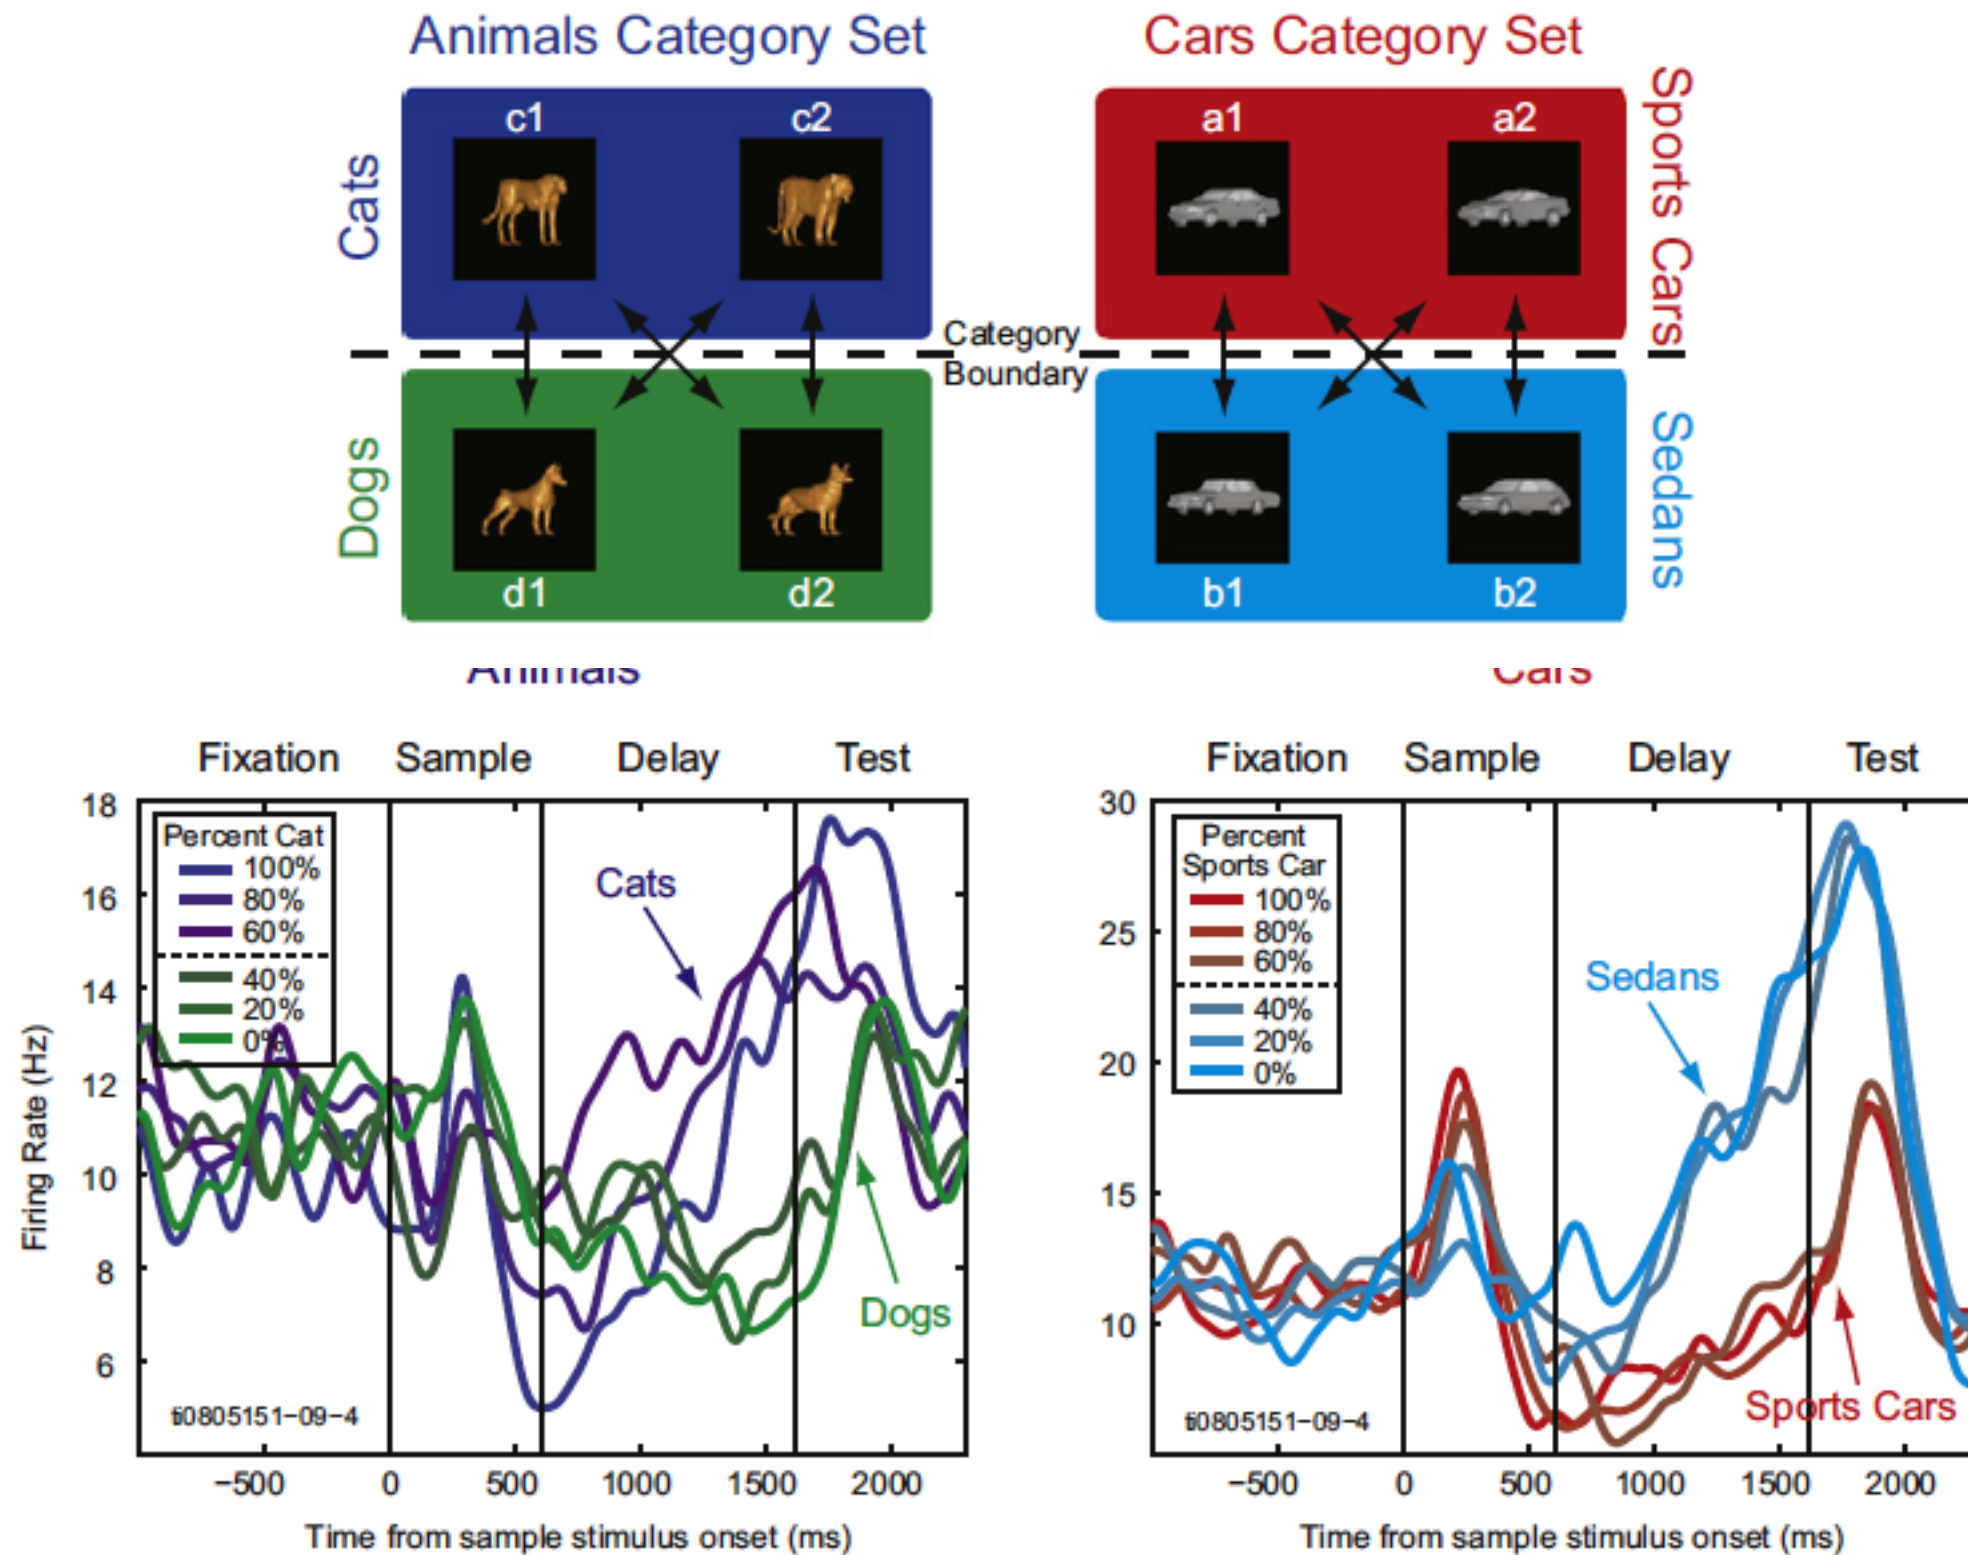 Animals Category Set
Cars Category Set
Cats
c1
c2
a1
a2
Sports Cars
Category
Boundary
Dogs
d1
d2
b1
b2
Sedans
Animals
Cars
Fixation
Sample
Delay
Test
Firing Rate (Hz)
18
16
14
12
10
8
6
Percent Cat
100%
80%
60%
40%
20%
0%
Cats
Dogs
ti0805151-09-4
-500
0
500
1000
1500
2000
Time from sample stimulus onset (ms)
Fixation
Sample
Delay
Test
30
25
20
15
10
Percent
Sports Car
100%
80%
60%
40%
20%
0%
Sedans
Sports Cars
ti0805151-09-4
-500
0
500
1000
1500
2000
Time from sample stimulus onset (ms)